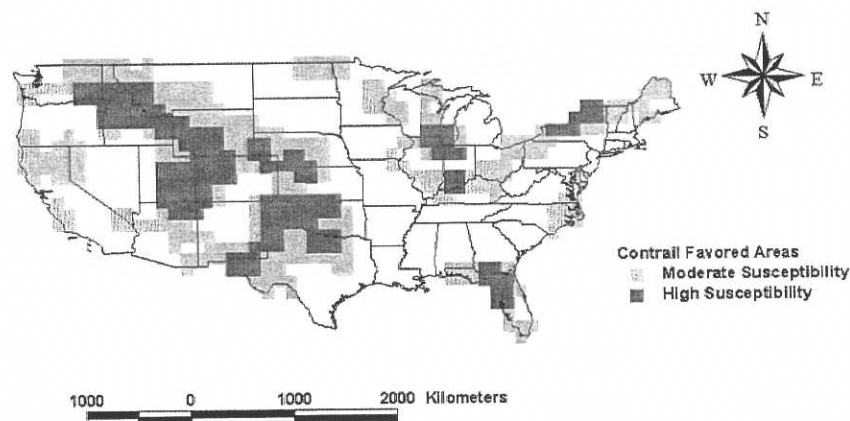 N
W E
S
Contrail Favored Areas
Moderate Susceptibility
High Susceptibility
1000 0 1000 2000 Kilometers